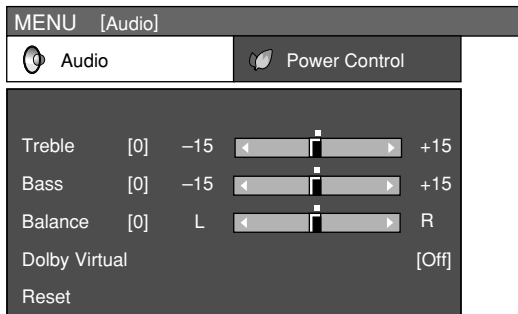 MENU [Audio]
Audio Power Control
Treble [0] –15 +15
Bass [0] –15 +15
Balance [0] L R
Dolby Virtual [Off]
Reset